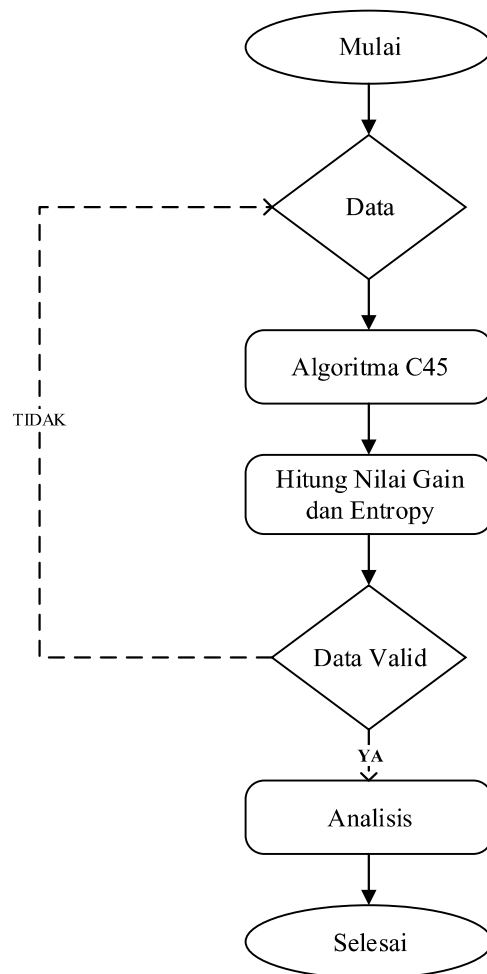 Mulai
Data
Algoritma C45
TIDAK
Hitung Nilai Gain
dan Entropy
Data Valid
YA
Analisis
Selesai